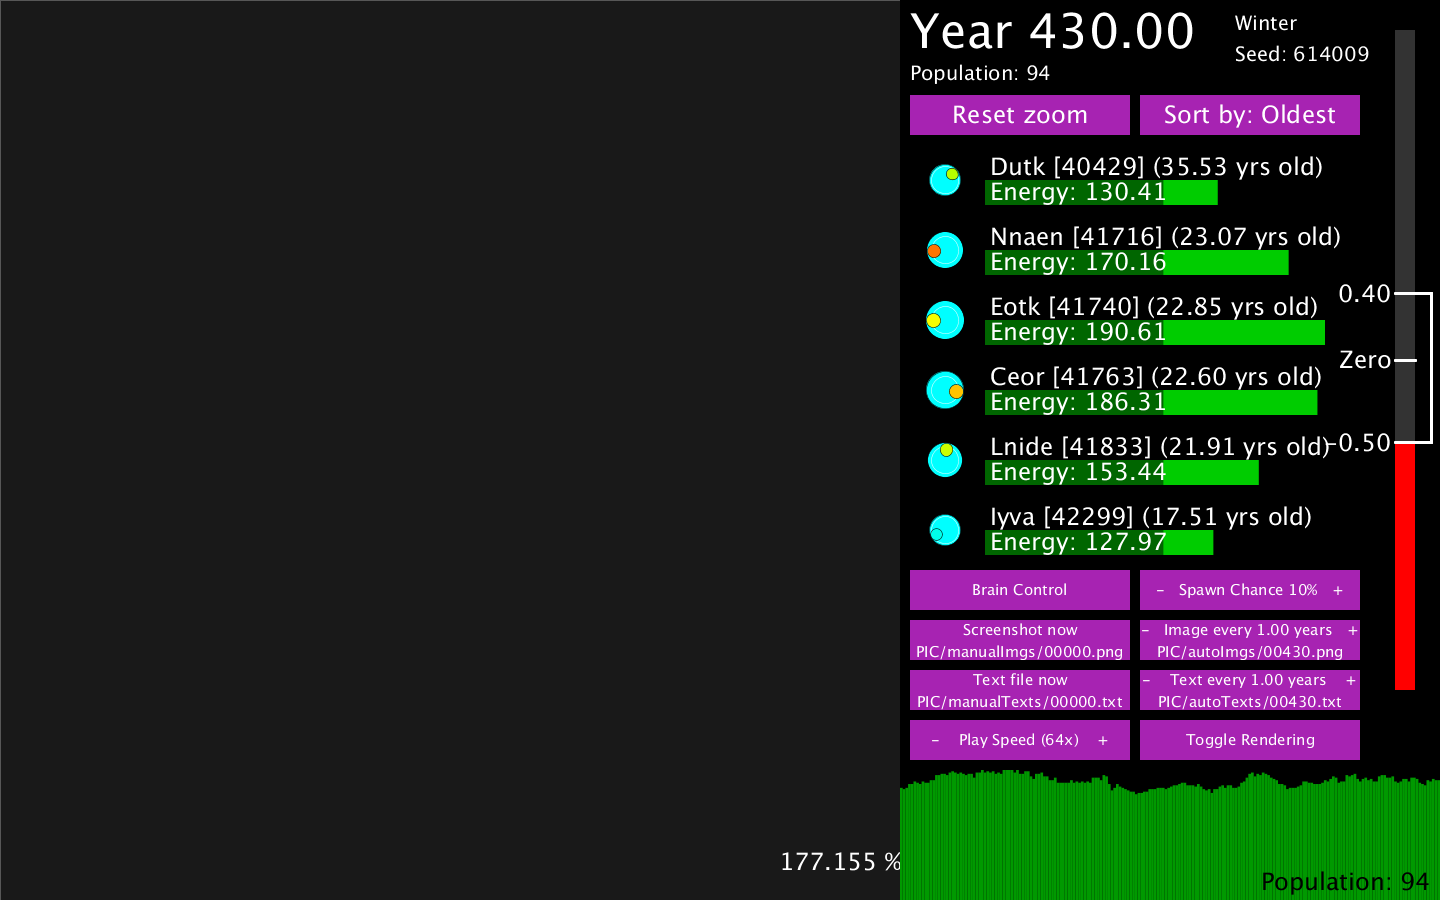 Year 430.00
Winter
Seed: 614009
Population: 94
Reset zoom
Sort by: Oldest
Dutk [40429] (35.53 yrs old)
Energy: 130.41
Nnaen [41716] (23.07 yrs old)
Energy: 170.16
Eotk [41740] (22.85 yrs old)
Energy: 190.61
Ceor [41763] (22.60 yrs old)
Energy: 186.31
Lnide [41833] (21.91 yrs old)
Energy: 153.44
Iyva [42299] (17.51 yrs old)
Energy: 127.97
0.40
Zero
-0.50
Brain Control
- Spawn Chance 10% +
Screenshot now
PIC/manualImgs/00000.png
- Image every 1.00 years +
PIC/autoImgs/00430.png
Text file now
PIC/manualTexts/00000.txt
- Text every 1.00 years +
PIC/autoTexts/00430.txt
- Play Speed (64x) +
Toggle Rendering
177.155 %
Population: 94